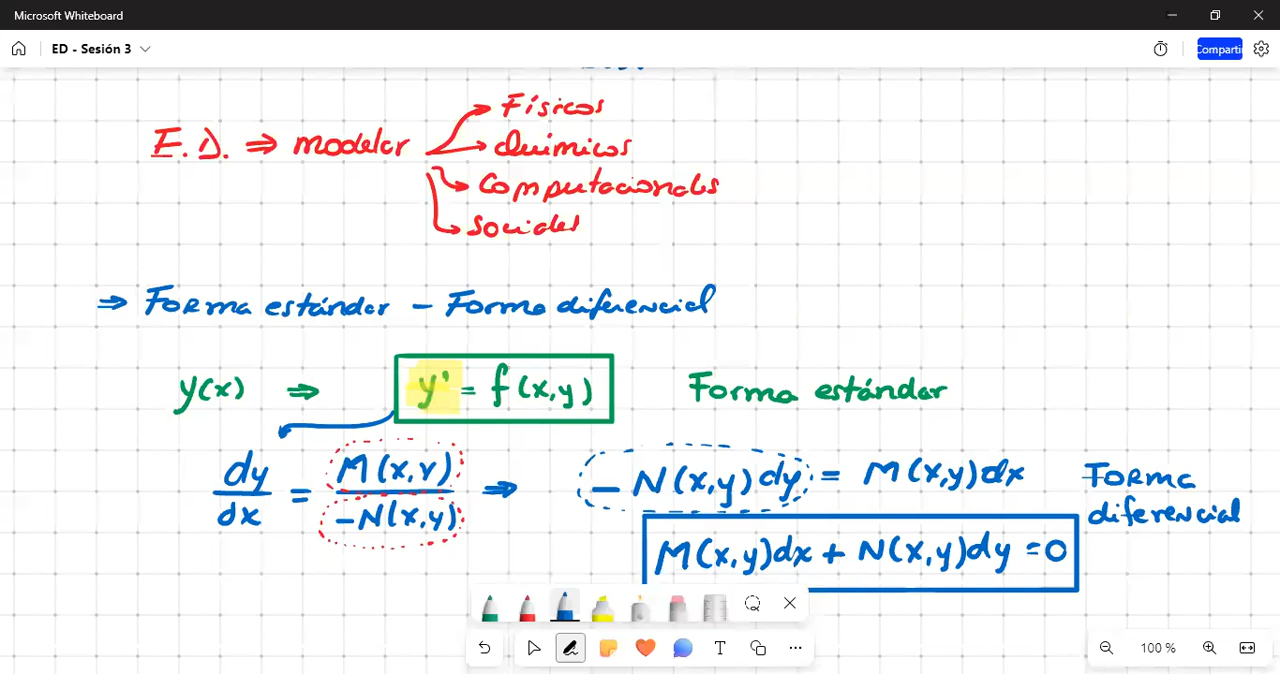 Microsoft Whiteboard
ED - Sesión 3
Compartir
Físicos
E.D. ⇒ modelar
Químicos
Computacionales
Sociales
⇒ Forma estándar - Forma diferencial
y(x) ⇒ y' = f(x,y) Forma estándar
dy/dx = M(x,y)/-N(x,y) ⇒ -N(x,y)dy = M(x,y)dx Forma diferencial
M(x,y)dx + N(x,y)dy = 0
T
100 %